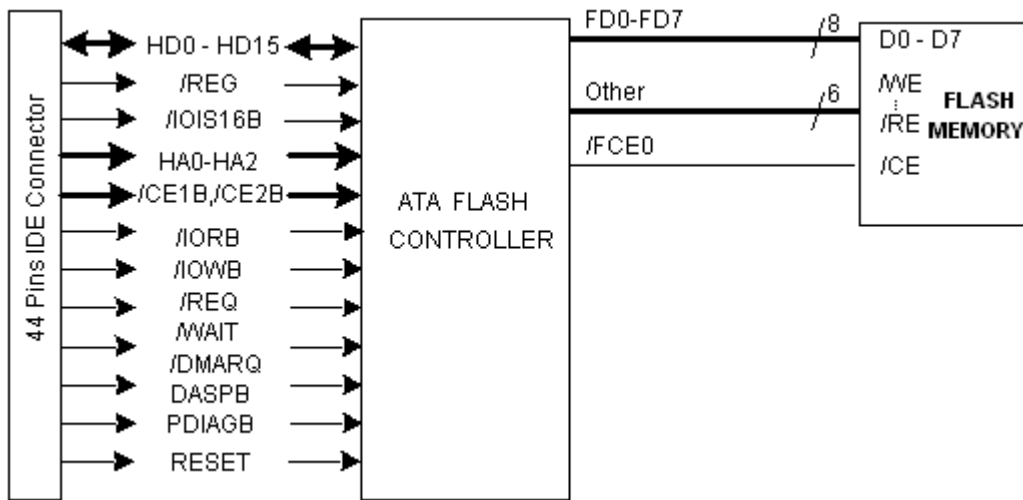 44 Pins IDE Connector
HD0 - HD15
/REG
/IOIS16B
HA0-HA2
/CE1B,/CE2B
/IORB
/IOWB
/REQ
/WAIT
/DMARQ
DASPB
PDIAGB
RESET
ATA FLASH
CONTROLLER
FD0-FD7
8
Other
6
/FCE0
D0 - D7
/WE
/RE
/CE
FLASH
MEMORY